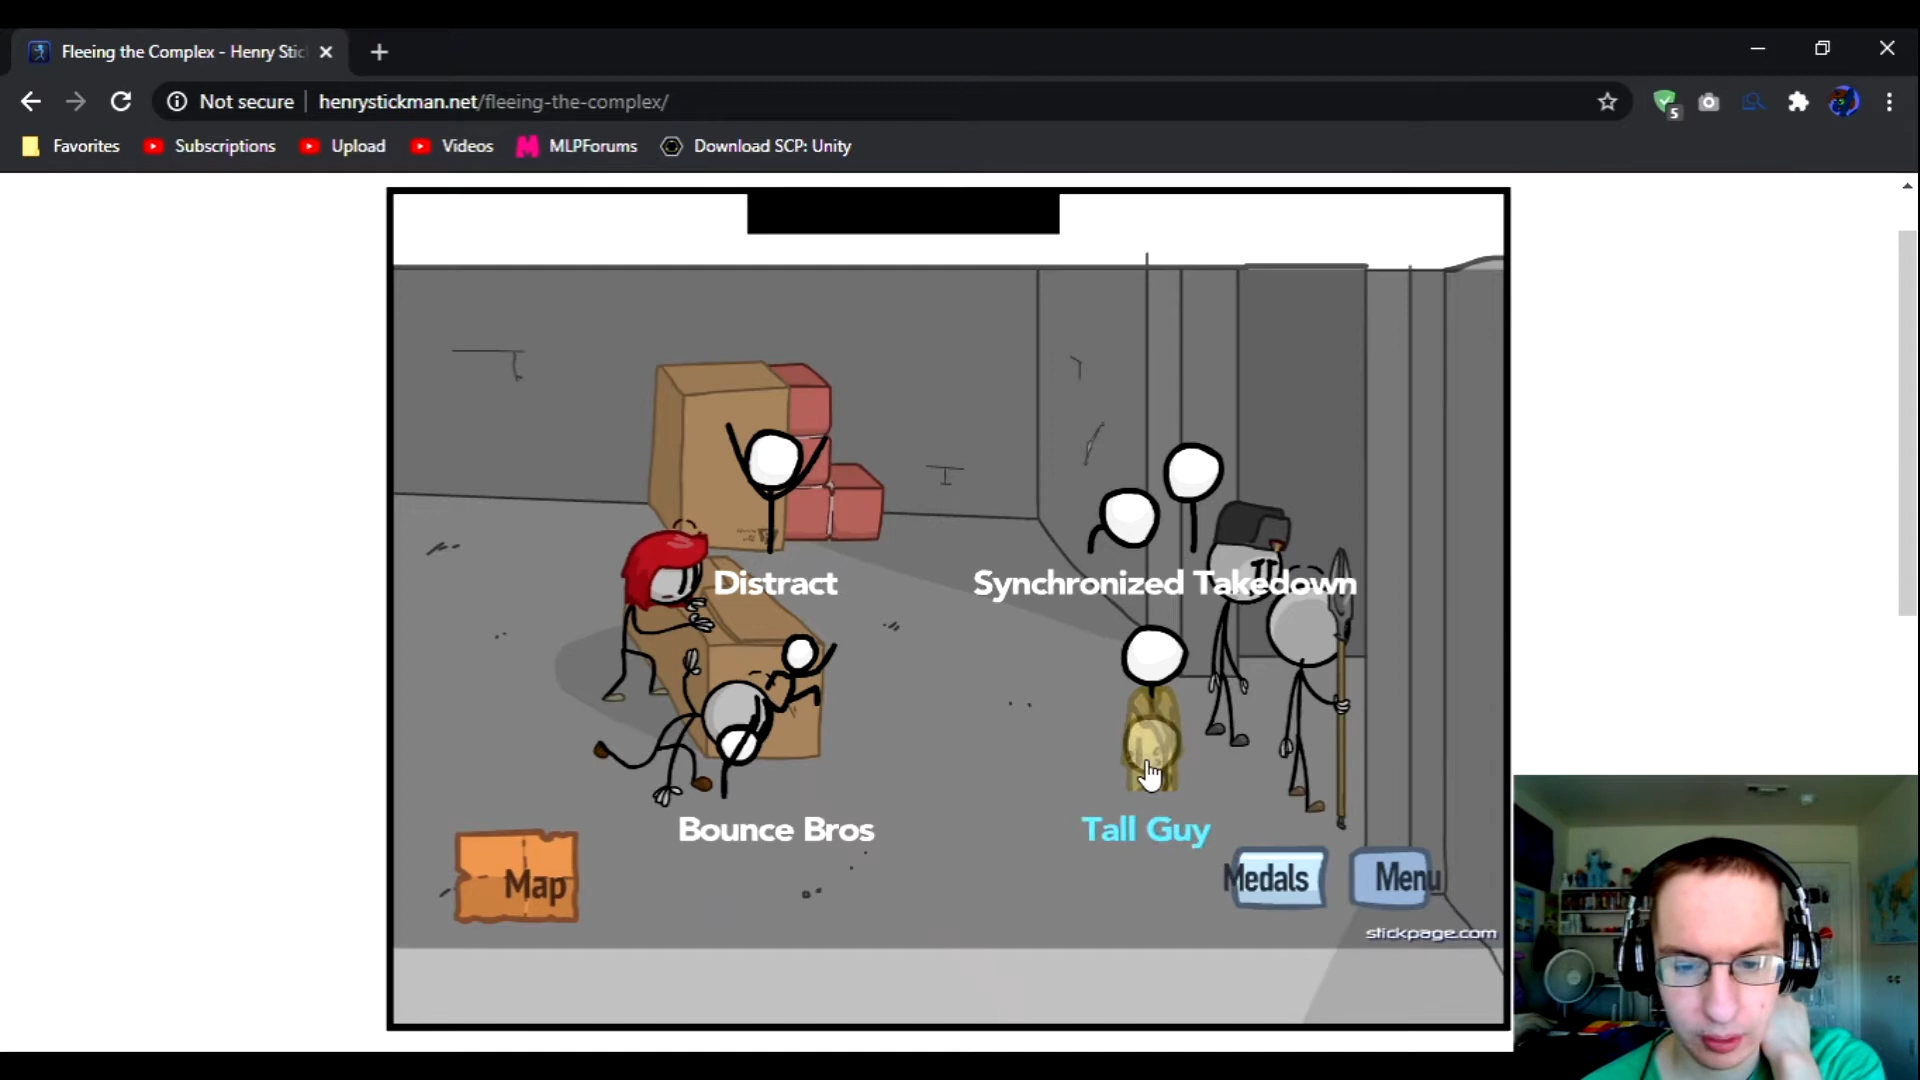 Fleeing the Complex - Henry Stic
Not secure
henrystickman.net/fleeing-the-complex/
5
Favorites
Subscriptions
Upload
Videos
MLPForums
Download SCP: Unity
Distract
Synchronized Takedown
Bounce Bros
Tall Guy
Map
Medals
Menu
stickpage.com